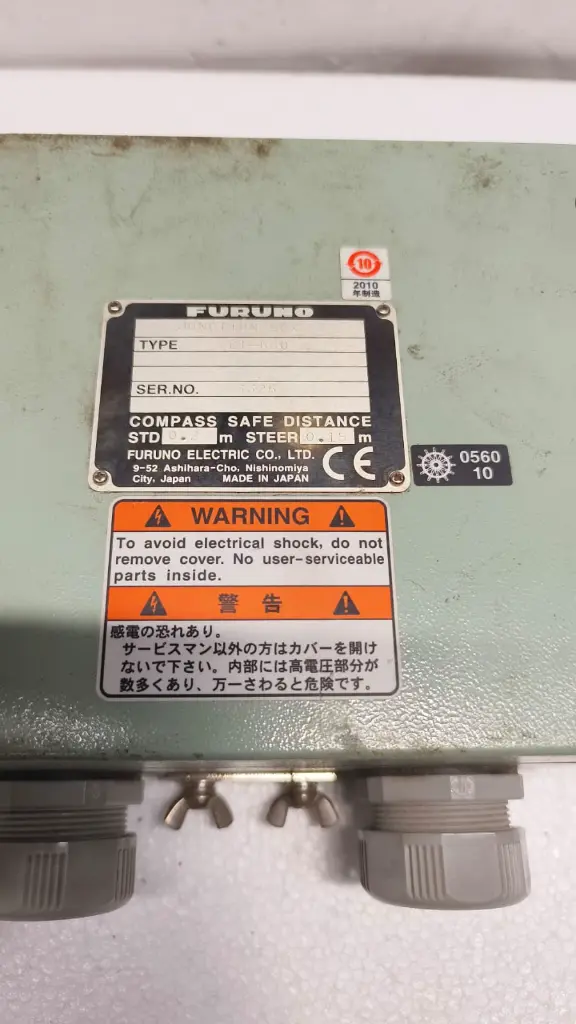 10
2010
年制造
FURUNO
TYPE
SER.NO.
COMPASS SAFE DISTANCE
STD m STEER 0.15 m
FURUNO ELECTRIC CO., LTD.
9-52 Ashihara-Cho, Nishinomiya
City, Japan MADE IN JAPAN
CE
0560
10
WARNING
To avoid electrical shock, do not
remove cover. No user-serviceable
parts inside.
警告
感電の恐れあり。
サービスマン以外の方はカバーを開け
ないで下さい。内部には高電圧部分が
数多くあり、万一さわると危険です。